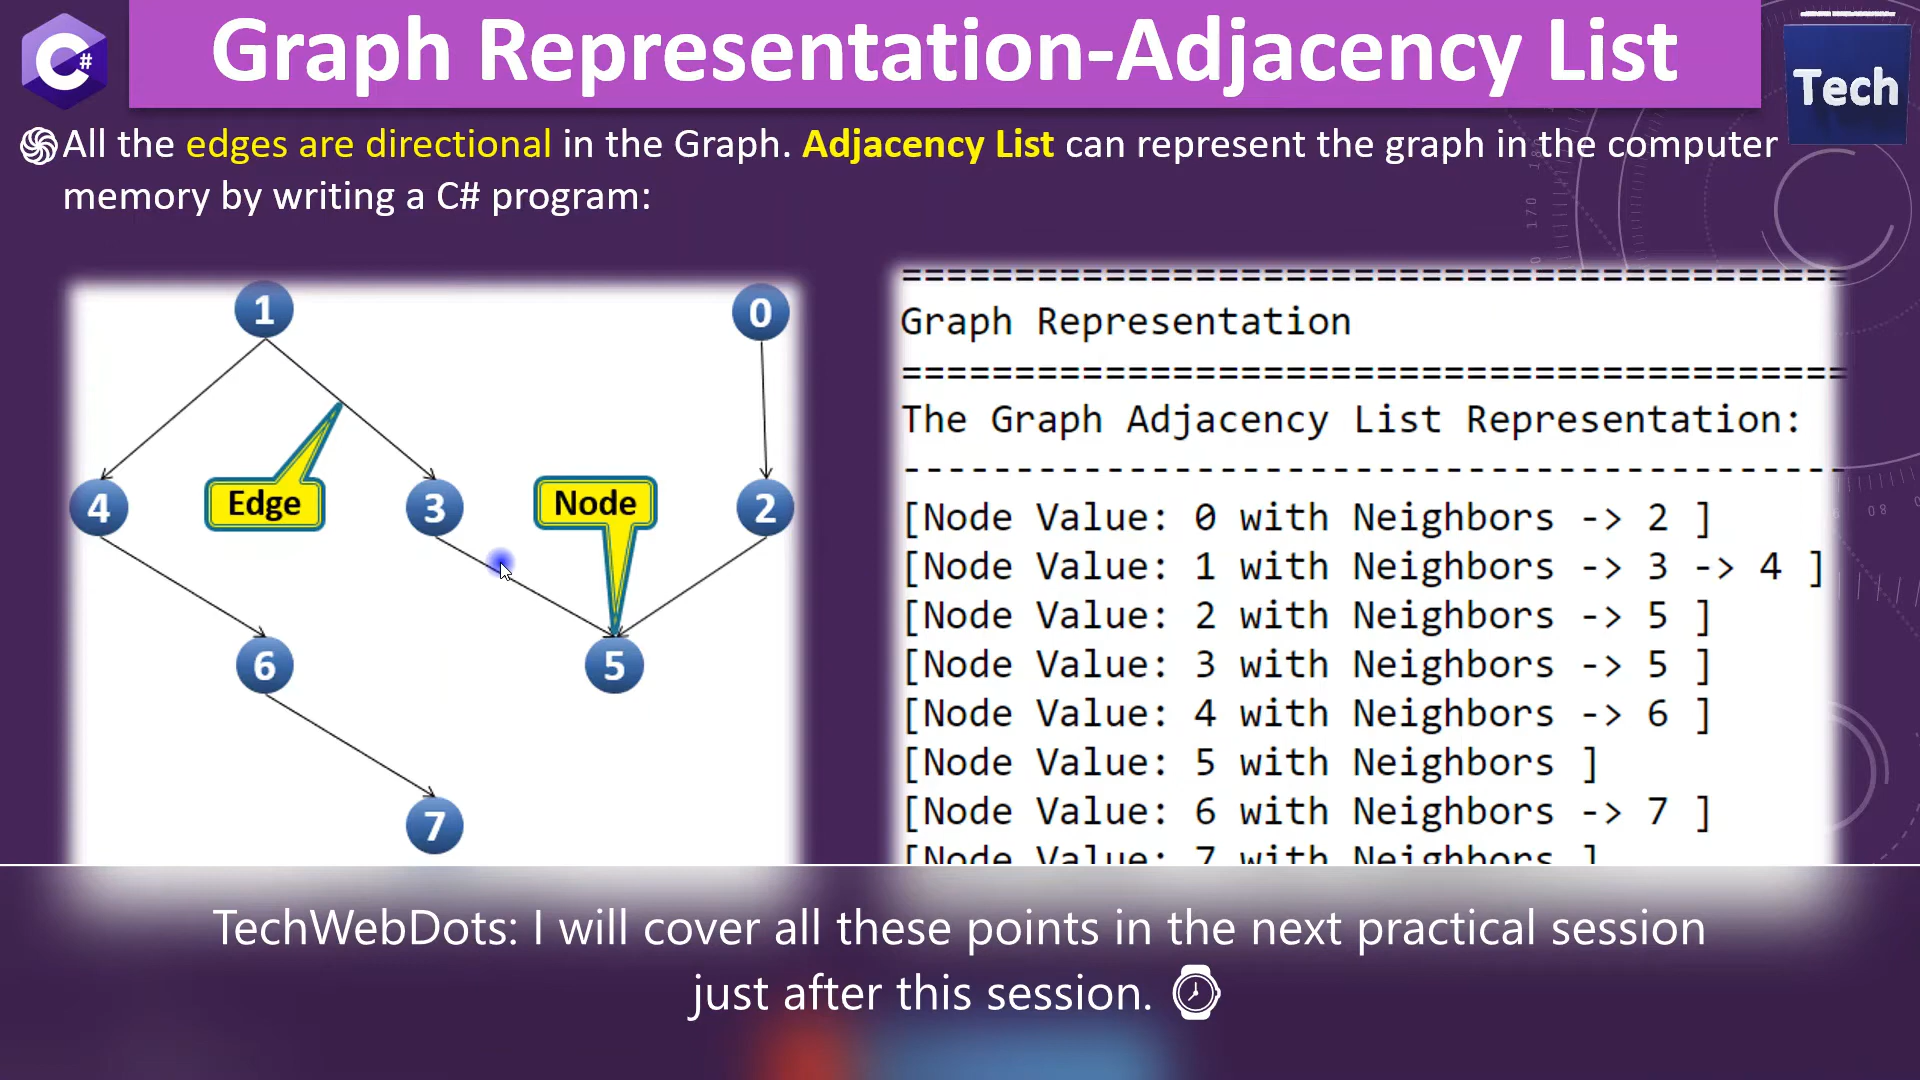 C#
Graph Representation-Adjacency List
Tech
All the edges are directional in the Graph. Adjacency List can represent the graph in the computer
memory by writing a C# program:
1
0
4
Edge
3
Node
2
6
5
7
===========================================
Graph Representation
===========================================
The Graph Adjacency List Representation:
-------------------------------------------
[Node Value: 0 with Neighbors -> 2 ]
[Node Value: 1 with Neighbors -> 3 -> 4 ]
[Node Value: 2 with Neighbors -> 5 ]
[Node Value: 3 with Neighbors -> 5 ]
[Node Value: 4 with Neighbors -> 6 ]
[Node Value: 5 with Neighbors ]
[Node Value: 6 with Neighbors -> 7 ]
[Node Value: 7 with Neighbors ]
TechWebDots: I will cover all these points in the next practical session
just after this session.
170
80